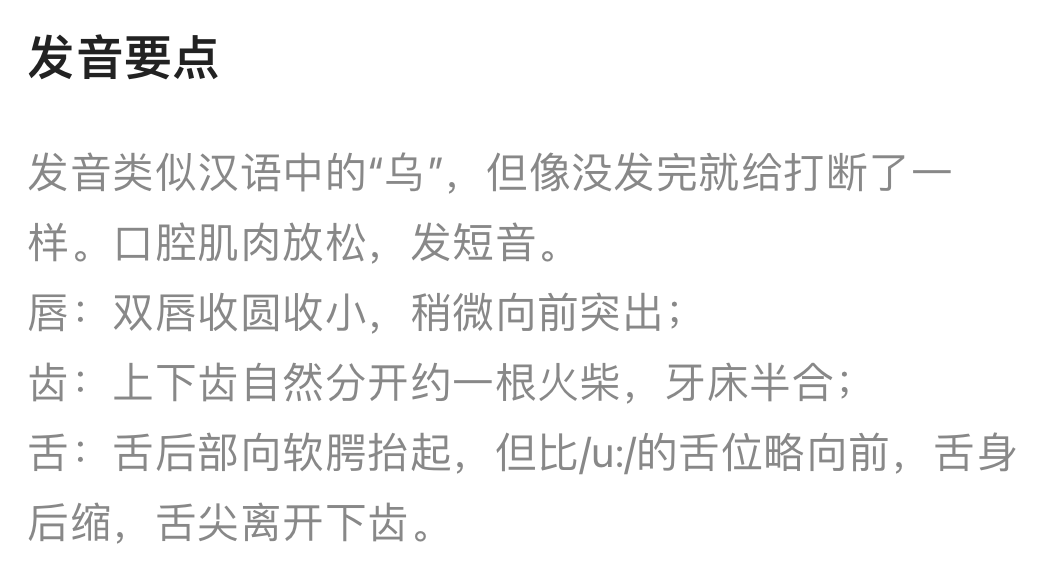 发音要点
发音类似汉语中的“乌”，但像没发完就给打断了一
样。口腔肌肉放松，发短音。
唇：双唇收圆收小，稍微向前突出；
齿：上下齿自然分开约一根火柴，牙床半合；
舌：舌后部向软腭抬起，但比/u:/的舌位略向前，舌身
后缩，舌尖离开下齿。